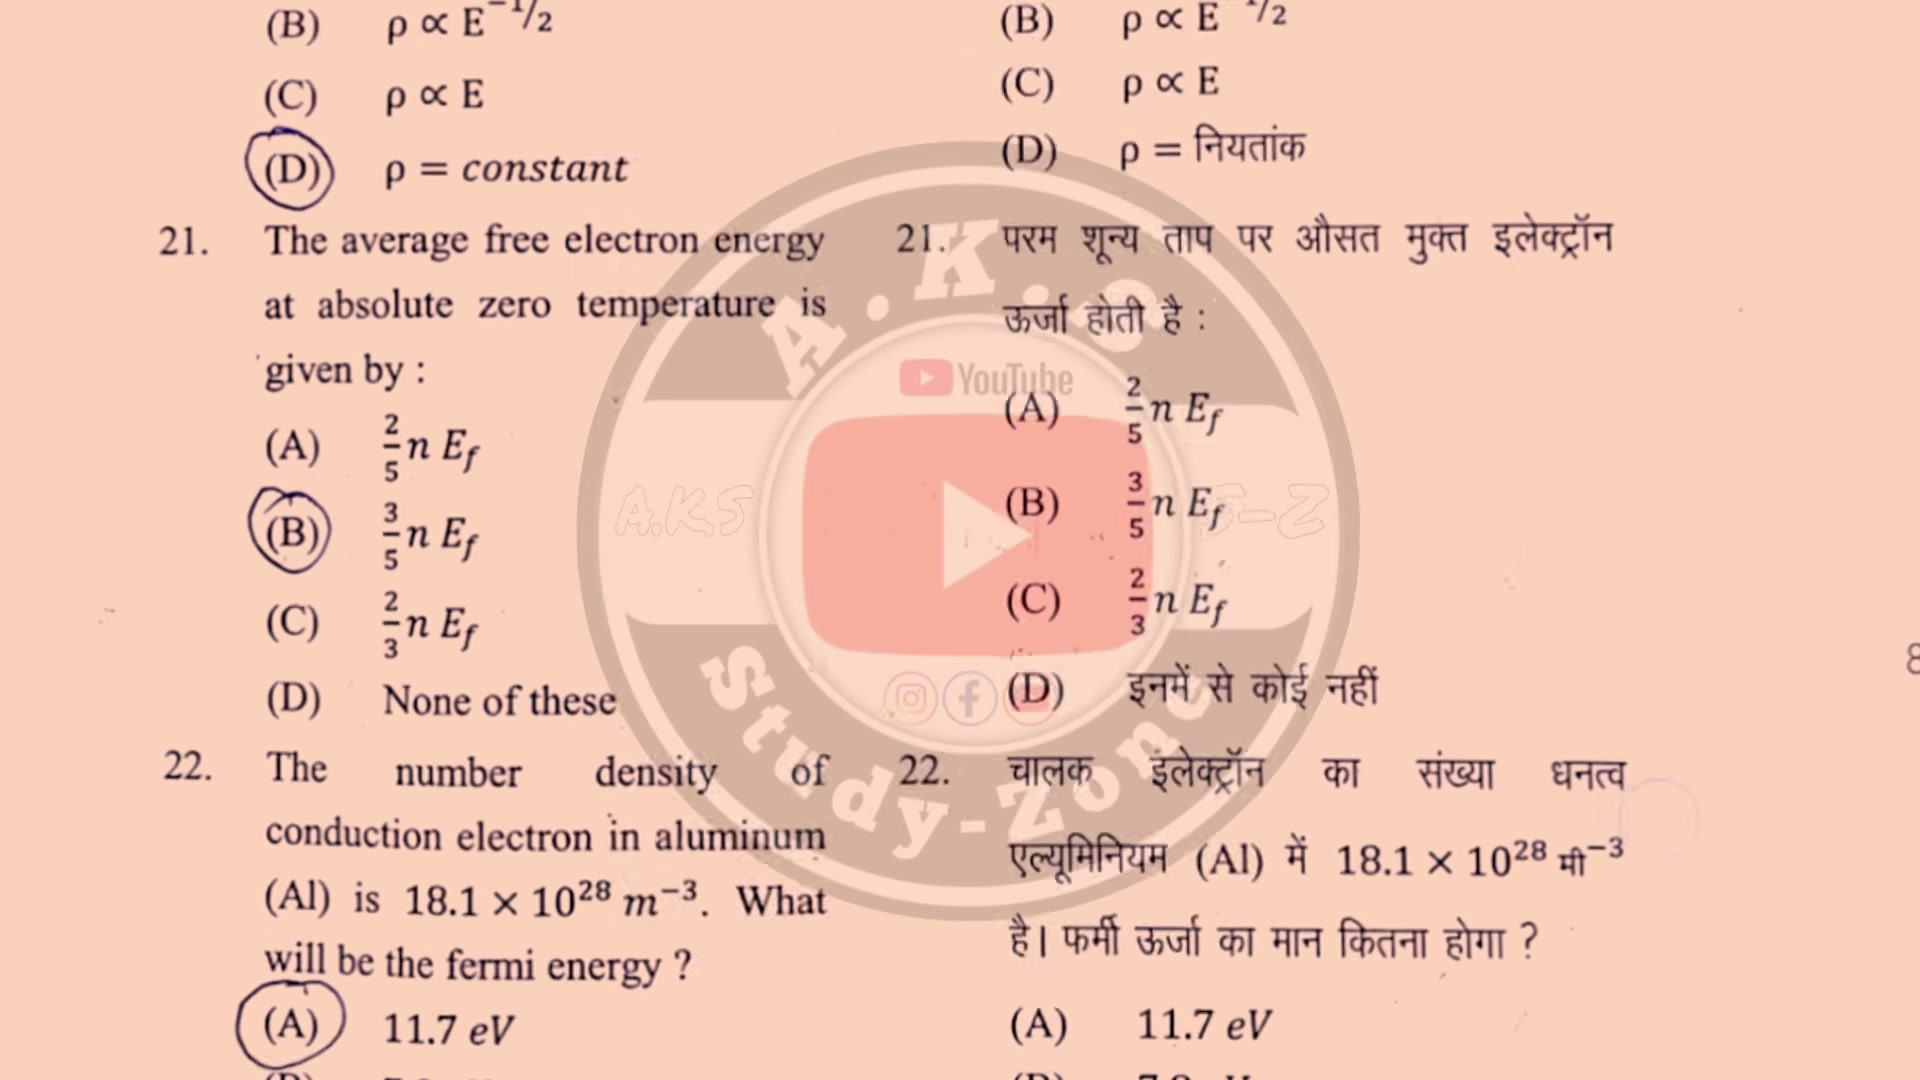 (B) ρ ∝ E⁻¹/₂
(C) ρ ∝ E
(D) ρ = constant
21. The average free electron energy
at absolute zero temperature is
given by :
(A) 2/5 n E_f
(B) 3/5 n E_f
(C) 2/3 n E_f
(D) None of these
22. The number density of
conduction electron in aluminum
(Al) is 18.1 × 10²⁸ m⁻³. What
will be the fermi energy ?
(A) 11.7 eV
(B) ρ ∝ E⁻¹/₂
(C) ρ ∝ E
(D) ρ = नियतांक
21. परम शून्य ताप पर औसत मुक्त इलेक्ट्रॉन
ऊर्जा होती है :
(A) 2/5 n E_f
(B) 3/5 n E_f
(C) 2/3 n E_f
(D) इनमें से कोई नहीं
22. चालक इलेक्ट्रॉन का संख्या धनत्व
एल्यूमिनियम (Al) में 18.1 × 10²⁸ मी⁻³
है। फर्मी ऊर्जा का मान कितना होगा ?
(A) 11.7 eV
A.K.S
YouTube
A.K.S S-Z
Study-Zone
8